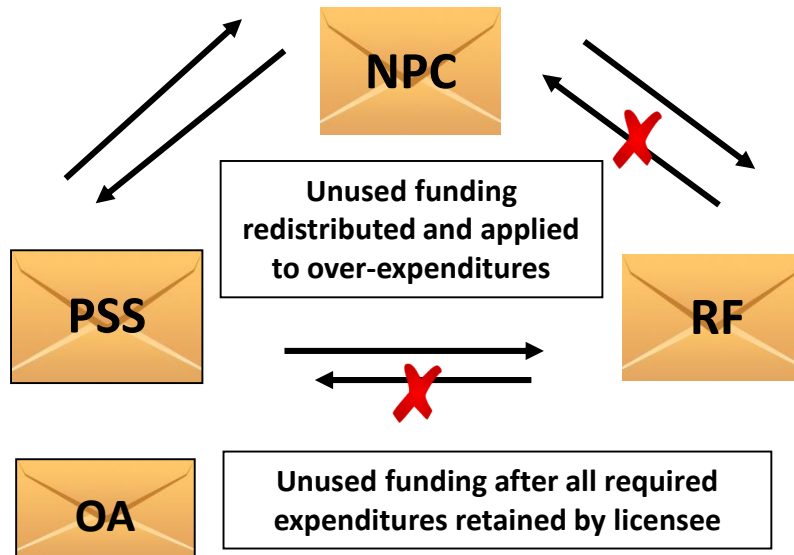 NPC
Unused funding
redistributed and applied
to over-expenditures
PSS
RF
OA
Unused funding after all required
expenditures retained by licensee